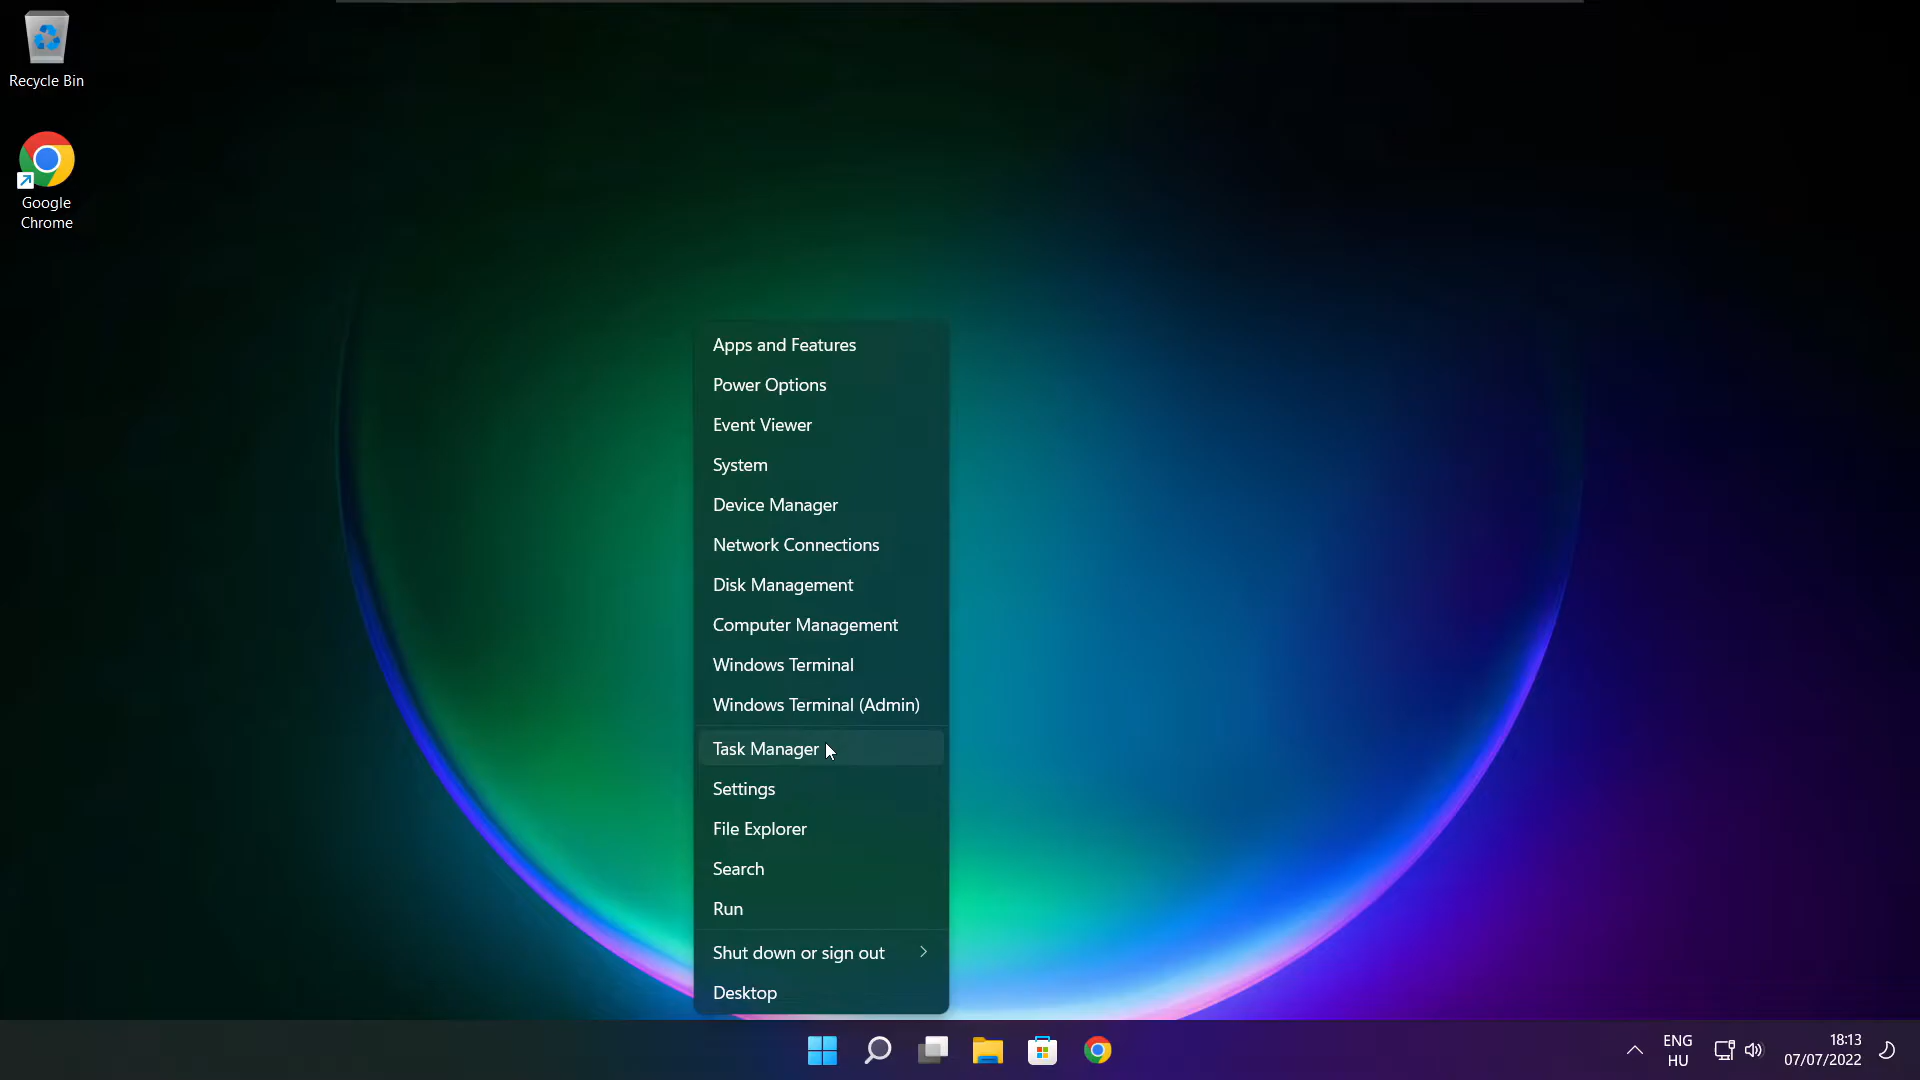 Recycle Bin
Google
Chrome
Apps and Features
Power Options
Event Viewer
System
Device Manager
Network Connections
Disk Management
Computer Management
Windows Terminal
Windows Terminal (Admin)
Task Manager
Settings
File Explorer
Search
Run
Shut down or sign out
Desktop
ENG
HU
18:13
07/07/2022